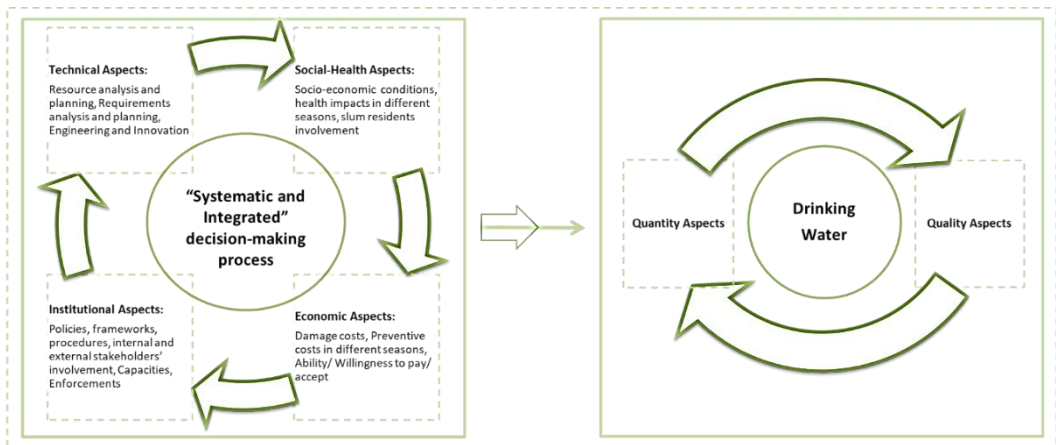 Technical Aspects:
Resource analysis and
planning, Requirements
analysis and planning,
Engineering and Innovation
Social-Health Aspects:
Socio-economic conditions,
health impacts in different
seasons, slum residents
involvement
“Systematic and
Integrated”
decision-making
process
Institutional Aspects:
Policies, frameworks,
procedures, internal and
external stakeholders’
involvement, Capacities,
Enforcements
Economic Aspects:
Damage costs, Preventive
costs in different seasons,
Ability/ Willingness to pay/
accept
Quantity Aspects
Drinking
Water
Quality Aspects